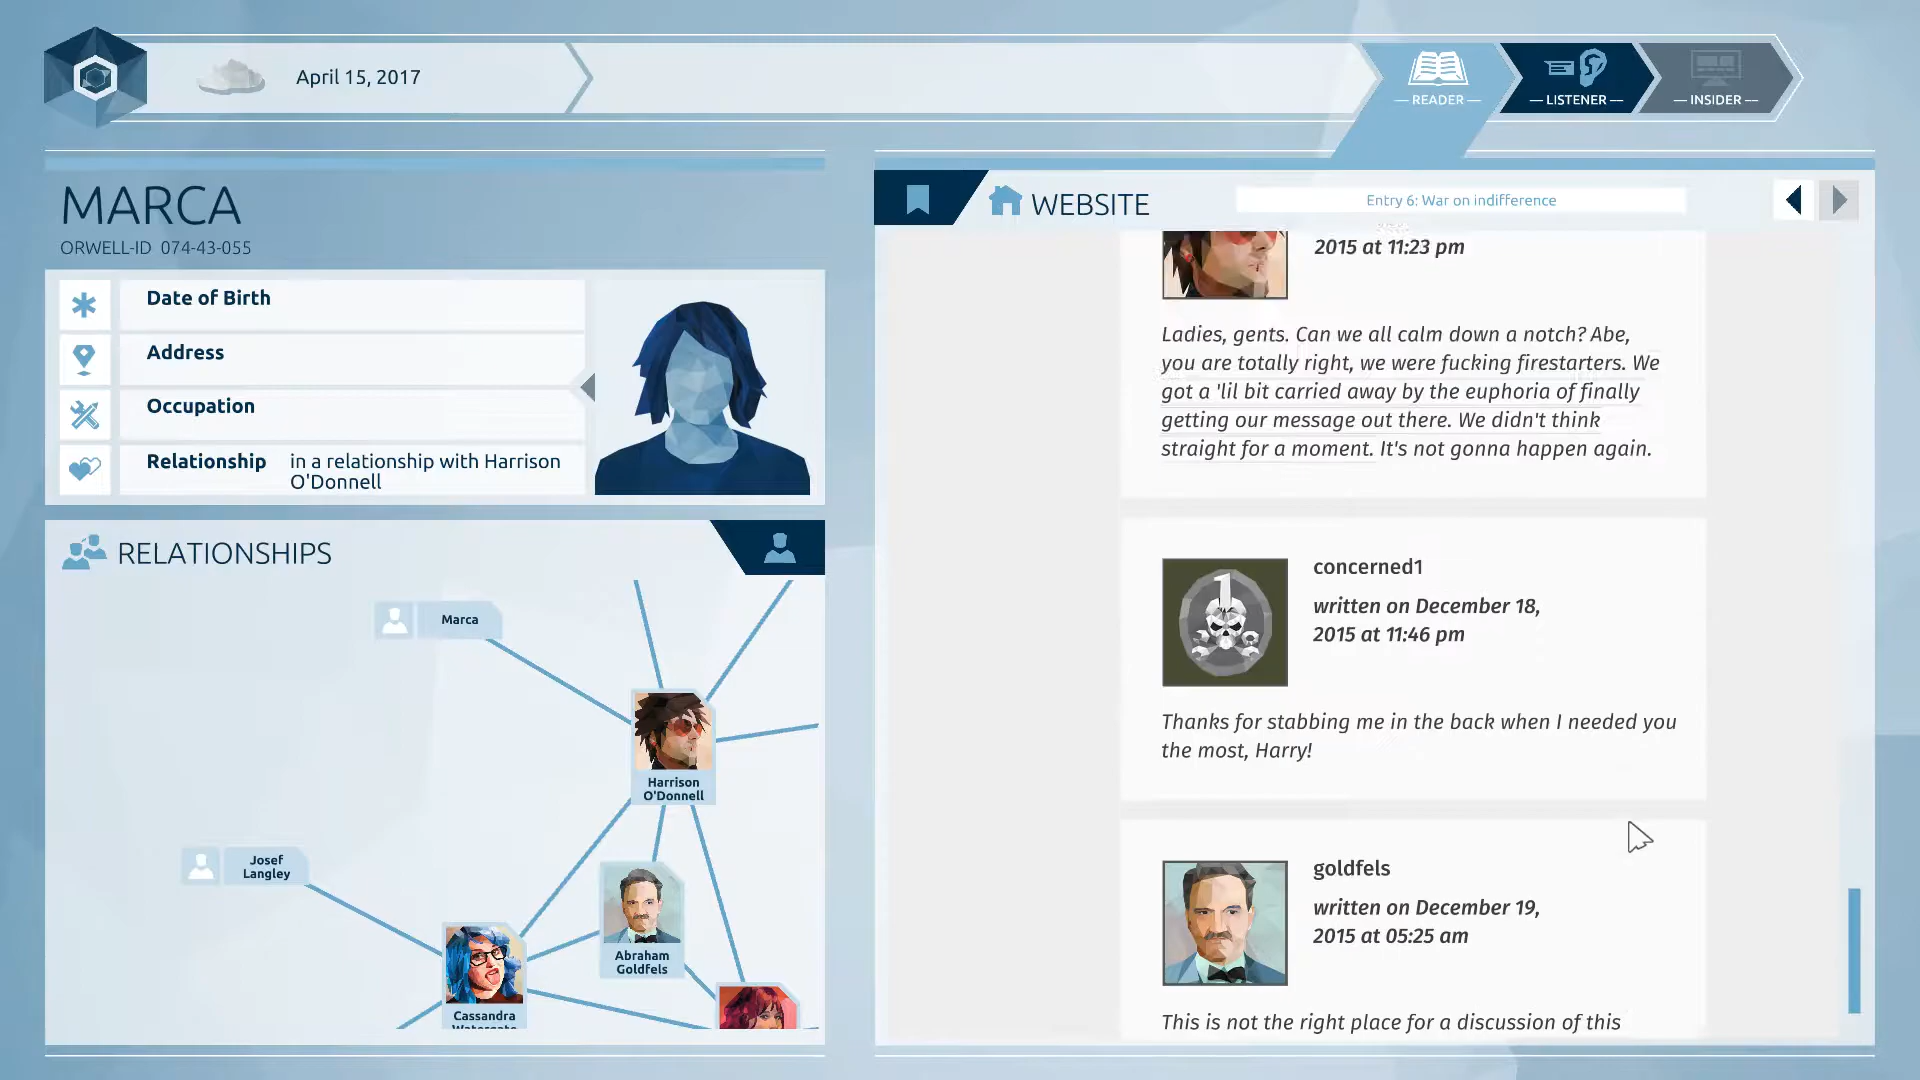 April 15, 2017
— READER —
— LISTENER —
— INSIDER —
MARCA
ORWELL-ID 074-43-055
Date of Birth
Address
Occupation
Relationship in a relationship with Harrison
O'Donnell
RELATIONSHIPS
Marca
Harrison
O'Donnell
Josef
Langley
Abraham
Goldfels
Cassandra
WEBSITE
Entry 6: War on indifference
2015 at 11:23 pm
Ladies, gents. Can we all calm down a notch? Abe,
you are totally right, we were fucking firestarters. We
got a 'lil bit carried away by the euphoria of finally
getting our message out there. We didn't think
straight for a moment. It's not gonna happen again.
concerned1
written on December 18,
2015 at 11:46 pm
Thanks for stabbing me in the back when I needed you
the most, Harry!
goldfels
written on December 19,
2015 at 05:25 am
This is not the right place for a discussion of this